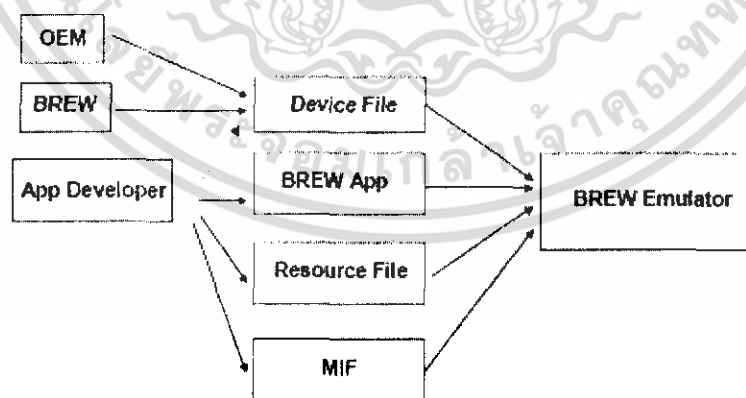 OEM
BREW
App Developer
Device File
BREW App
Resource File
MIF
BREW Emulator